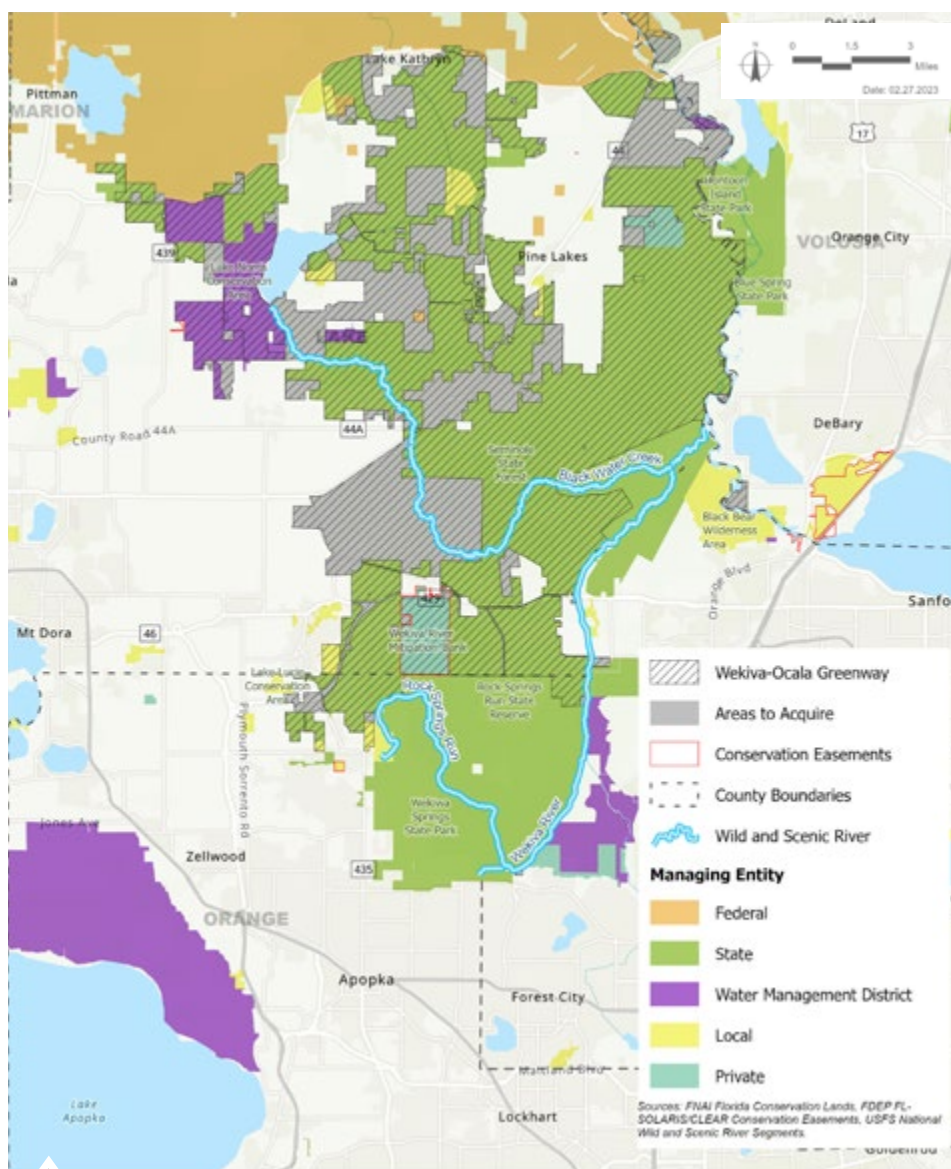 DeLand
0 1.5 3
Miles
N
Date: 02.27.2023
Lake Kathryn
Pittman
MARION
17
44
Hontoon
Island
State Park
VOLUSIA
Orange City
439
Lake Norris
Conservation
Area
Pine Lakes
Blue Spring
State Park
LAKE
44A
County Road 44A
DeBary
Seminole
State
Forest
Black Water Creek
Black Bear
Wilderness
Area
Orange Blvd
Sanfo
Mt Dora
46
Wekiva River
Mitigation Bank
Lake Lucie
Conservation
Area
Rock Springs Run
Rock Springs
Run State
Reserve
Plymouth Sorrento Rd
Wekiwa
Springs
State Park
Wekiva River
Jones Ave
Zellwood
435
ORANGE
Apopka
Forest City
Maitland Blvd
Lake
Apopka
Lockhart
Goldenrod
Wekiva-Ocala Greenway
Areas to Acquire
Conservation Easements
County Boundaries
Wild and Scenic River
Managing Entity
Federal
State
Water Management District
Local
Private
Sources: FNAI Florida Conservation Lands, FDEP FL-
SOLARIS/CLEAR Conservation Easements, USFS National
Wild and Scenic River Segments.